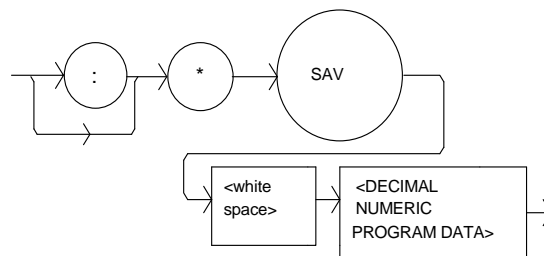 :
*
SAV
<white
space>
<DECIMAL
NUMERIC
PROGRAM DATA>